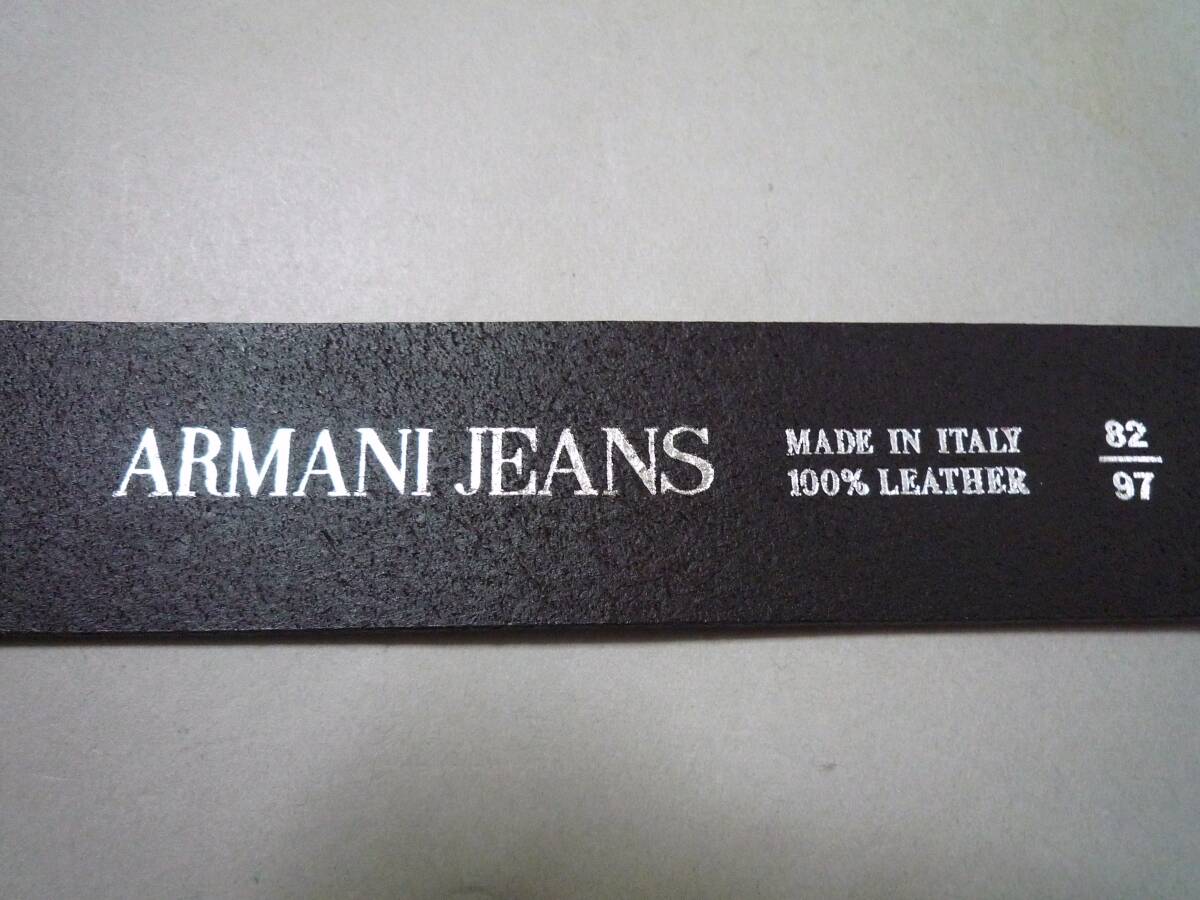 ARMANI JEANS
MADE IN ITALY
100% LEATHER
82
97